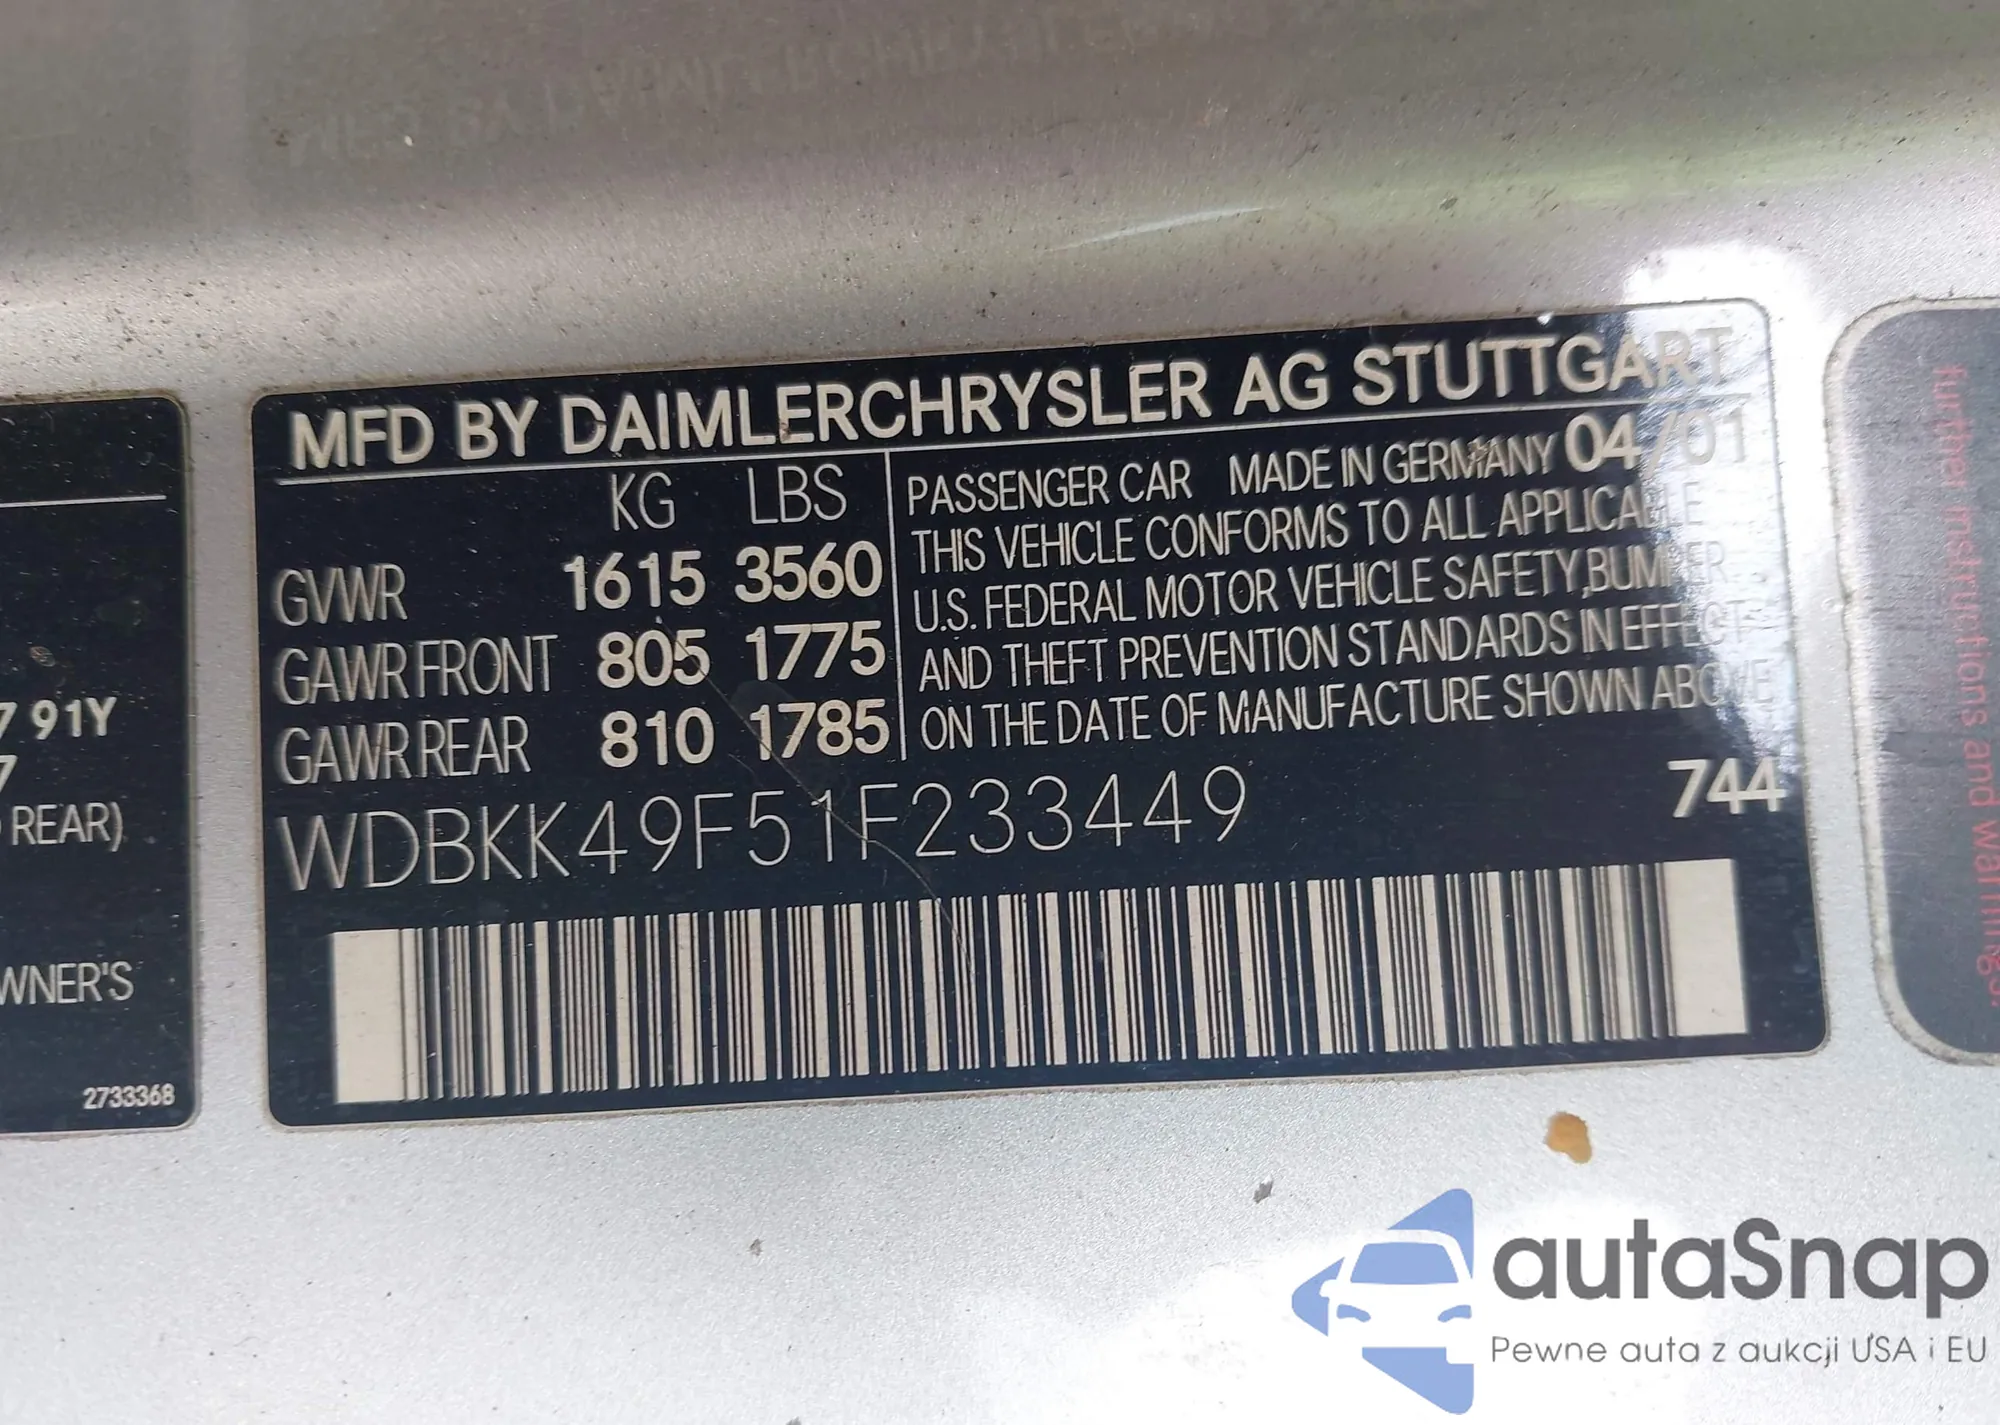 MFD BY DAIMLERCHRYSLER AG STUTTGART
KG LBS
GVWR 1615 3560
GAWR FRONT 805 1775
GAWR REAR 810 1785
PASSENGER CAR MADE IN GERMANY 04/01
THIS VEHICLE CONFORMS TO ALL APPLICABLE
U.S. FEDERAL MOTOR VEHICLE SAFETY, BUMPER
AND THEFT PREVENTION STANDARDS IN EFFECT
ON THE DATE OF MANUFACTURE SHOWN ABOVE
WDBKK49F51F233449
744
7 91Y
7
REAR)
WNER'S
2733368
further instructions and warnings.
autaSnap
Pewne auta z aukcji USA i EU